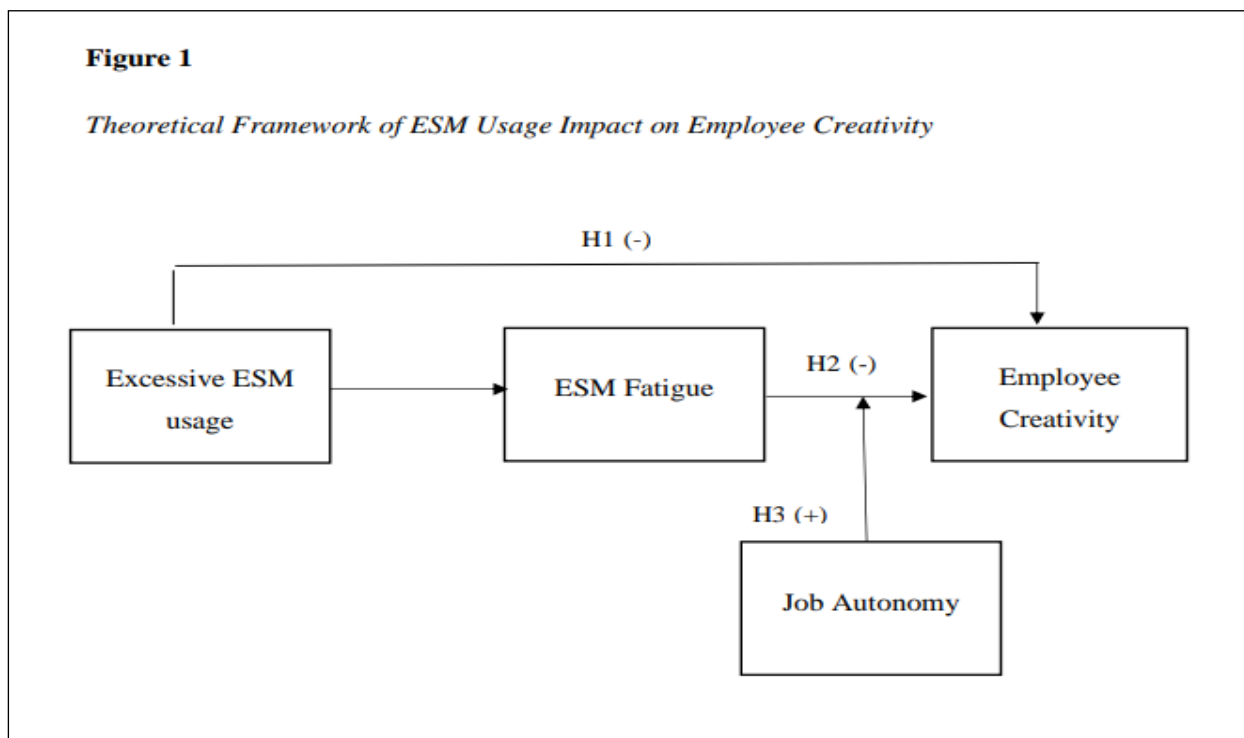 Figure 1
Theoretical Framework of ESM Usage Impact on Employee Creativity
H1 (-)
Excessive ESM
usage
ESM Fatigue
H2 (-)
Employee
Creativity
H3 (+)
Job Autonomy